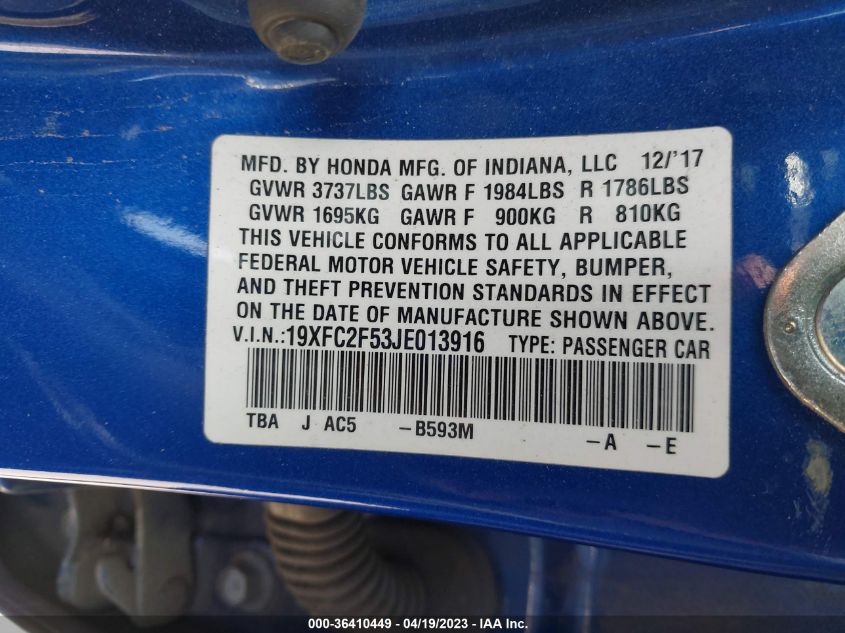 MFD. BY HONDA MFG. OF INDIANA, LLC 12/'17
GVWR 3737LBS GAWR F 1984LBS R 1786LBS
GVWR 1695KG GAWR F 900KG R 810KG
THIS VEHICLE CONFORMS TO ALL APPLICABLE
FEDERAL MOTOR VEHICLE SAFETY, BUMPER,
AND THEFT PREVENTION STANDARDS IN EFFECT
ON THE DATE OF MANUFACTURE SHOWN ABOVE.
V.I.N.:19XFC2F53JE013916 TYPE: PASSENGER CAR
TBA J AC5 -B593M -A -E
000-36410449 - 04/19/2023 - IAAI, Inc.